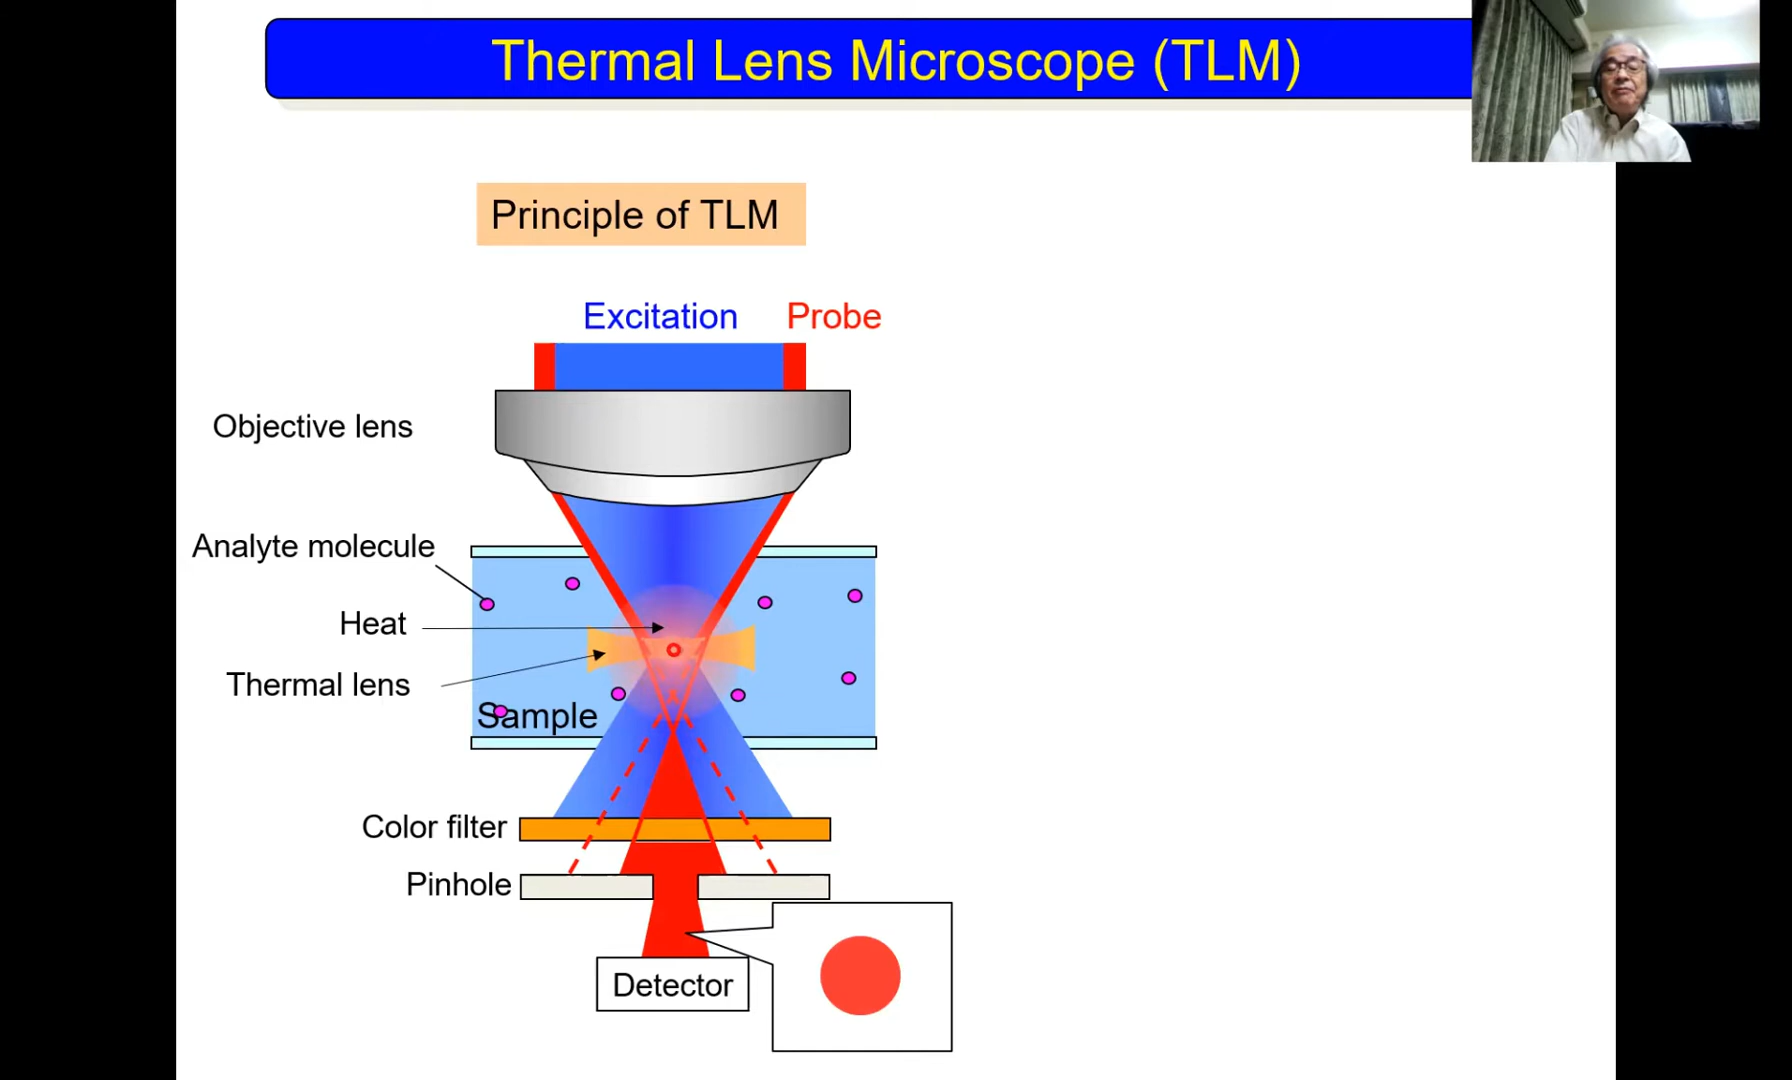 Thermal Lens Microscope (TLM)
Principle of TLM
Excitation
Probe
Objective lens
Analyte molecule
Heat
Thermal lens
Sample
Color filter
Pinhole
Detector